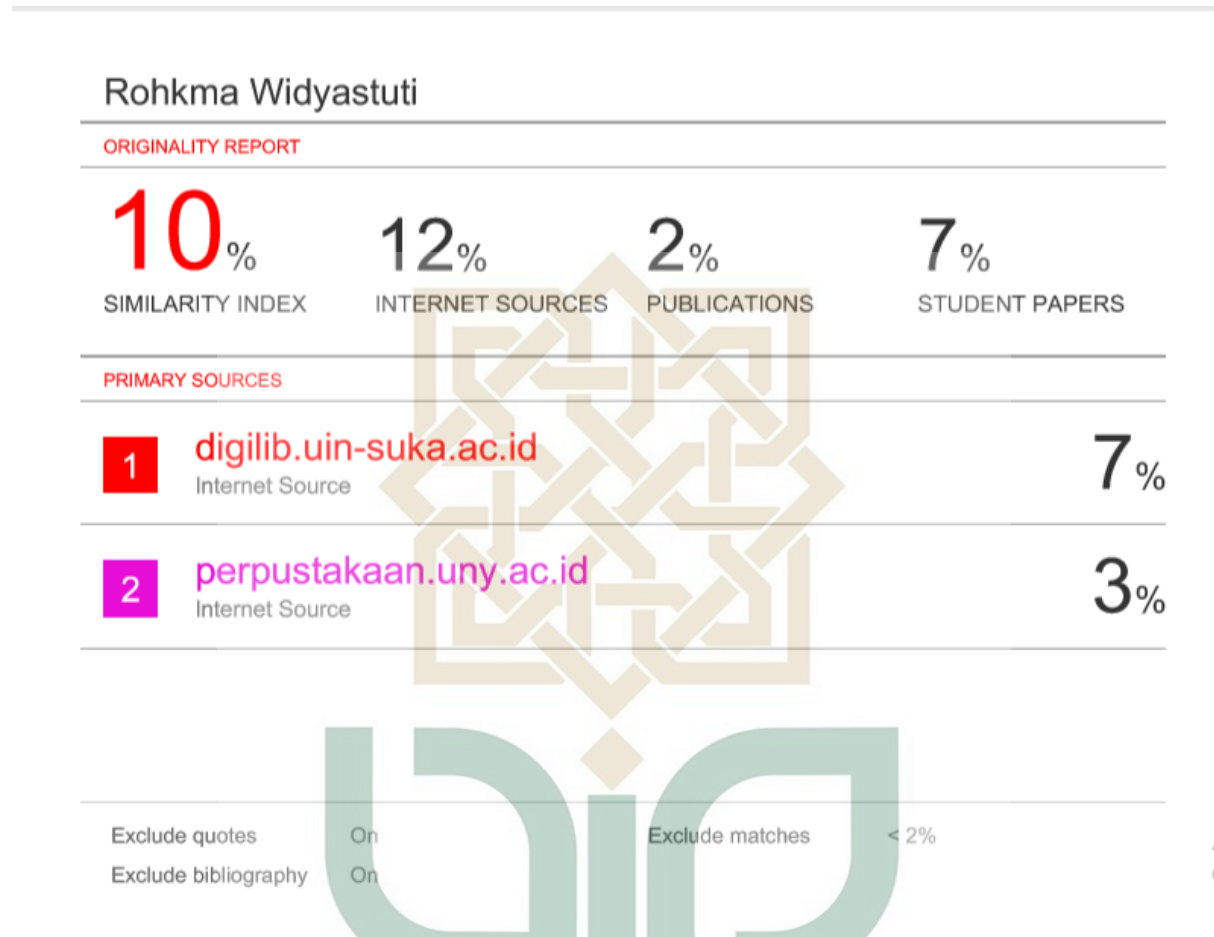 Rohkma Widyastuti
ORIGINALITY REPORT
10% 12% 2% 7%
SIMILARITY INDEX INTERNET SOURCES PUBLICATIONS STUDENT PAPERS
PRIMARY SOURCES
1 digilib.uin-suka.ac.id 7%
Internet Source
2 perpustakaan.uny.ac.id 3%
Internet Source
Exclude quotes On Exclude matches < 2%
Exclude bibliography On